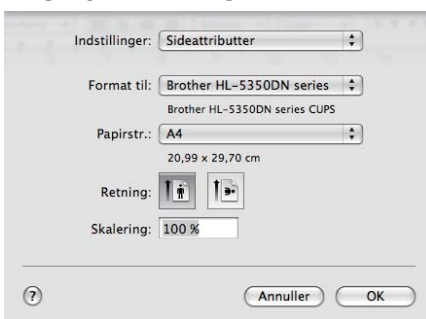 Indstillinger: Sideattributter
Format til: Brother HL-5350DN series
Brother HL-5350DN series CUPS
Papirstr.: A4
20,99 x 29,70 cm
Retning:
Skalering: 100 %
? Annuller OK